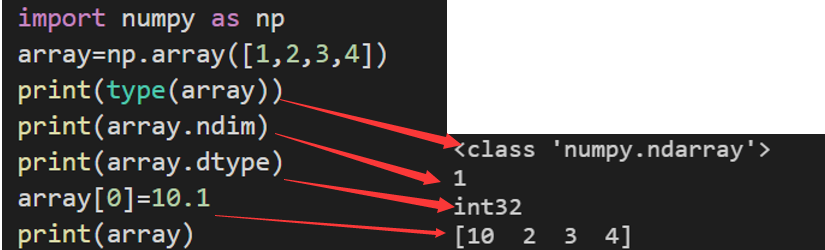 import numpy as np
array=np.array([1,2,3,4])
print(type(array))
print(array.ndim)
print(array.dtype)
array[0]=10.1
print(array)
<class 'numpy.ndarray'>
1
int32
[10  2  3  4]